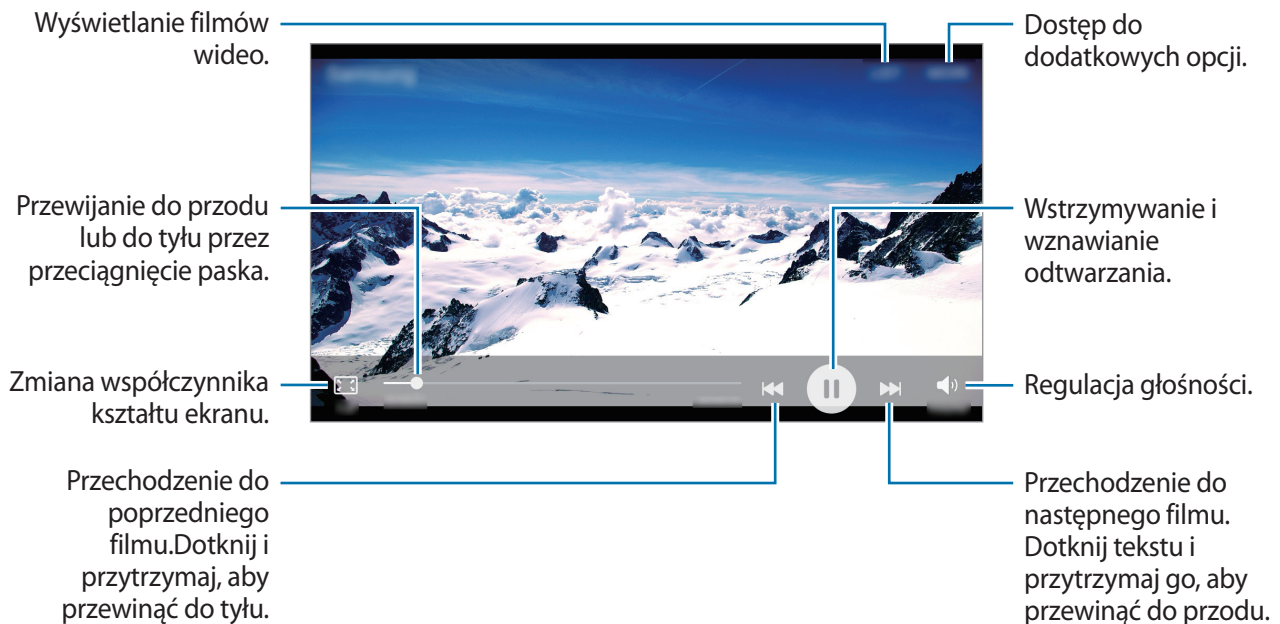 Wyświetlanie filmów
wideo.
Dostęp do
dodatkowych opcji.
Przewijanie do przodu
lub do tyłu przez
przeciągnięcie paska.
Wstrzymywanie i
wznawianie
odtwarzania.
Zmiana współczynnika
kształtu ekranu.
Regulacja głośności.
Przechodzenie do
poprzedniego
filmu.Dotknij i
przytrzymaj, aby
przewinąć do tyłu.
Przechodzenie do
następnego filmu.
Dotknij tekstu i
przytrzymaj go, aby
przewinąć do przodu.